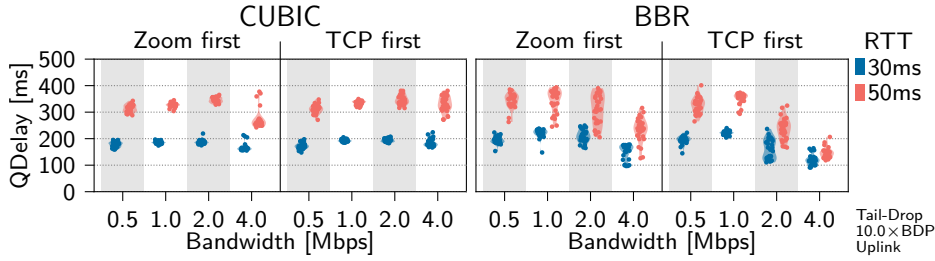 CUBIC BBR
Zoom first TCP first Zoom first TCP first RTT
30ms
50ms
QDelay [ms]
500
400
300
200
100
0
0.5 1.0 2.0 4.0 0.5 1.0 2.0 4.0 0.5 1.0 2.0 4.0 0.5 1.0 2.0 4.0
Bandwidth [Mbps] Bandwidth [Mbps]
Tail-Drop
10.0×BDP
Uplink